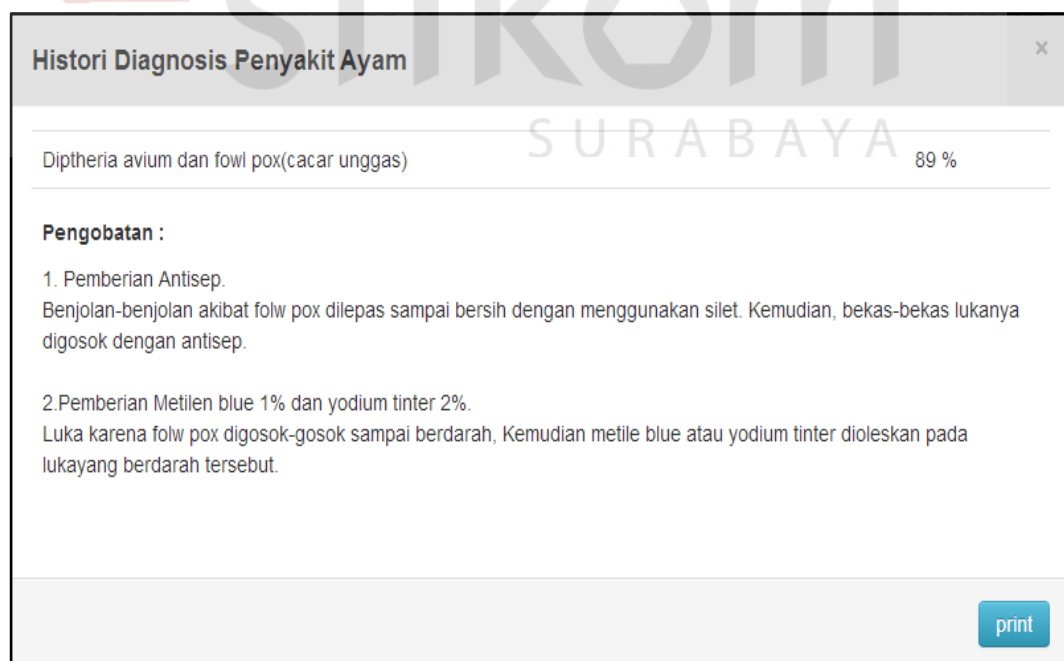 stikom
Histori Diagnosis Penyakit Ayam
×
SURABAYA
Diptheria avium dan fowl pox(cacar unggas) 89 %
Pengobatan :
1. Pemberian Antisep.
Benjolan-benjolan akibat folw pox dilepas sampai bersih dengan menggunakan silet. Kemudian, bekas-bekas lukanya
digosok dengan antisep.
2.Pemberian Metilen blue 1% dan yodium tinter 2%.
Luka karena folw pox digosok-gosok sampai berdarah, Kemudian metile blue atau yodium tinter dioleskan pada
lukayang berdarah tersebut.
print